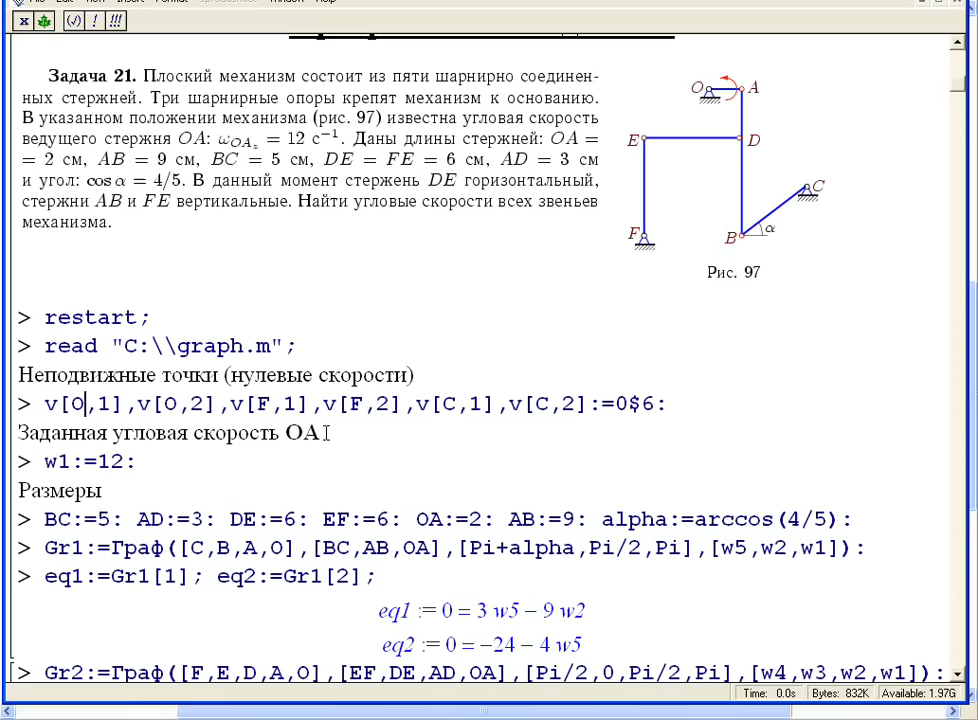 x (√) ! !!!
Задача 21. Плоский механизм состоит из пяти шарнирно соединен-
ных стержней. Три шарнирные опоры крепят механизм к основанию.
В указанном положении механизма (рис. 97) известна угловая скорость
ведущего стержня OA: ω_OAz = 12 с⁻¹. Даны длины стержней: OA =
= 2 см, AB = 9 см, BC = 5 см, DE = FE = 6 см, AD = 3 см
и угол: cos α = 4/5. В данный момент стержень DE горизонтальный,
стержни AB и FE вертикальные. Найти угловые скорости всех звеньев
механизма.
O A
E D
C
F B α
Рис. 97
> restart;
> read "C:\\graph.m";
Неподвижные точки (нулевые скорости)
> v[O,1],v[O,2],v[F,1],v[F,2],v[C,1],v[C,2]:=0$6:
Заданная угловая скорость OA
> w1:=12:
Размеры
> BC:=5: AD:=3: DE:=6: EF:=6: OA:=2: AB:=9: alpha:=arccos(4/5):
> Gr1:=Граф([C,B,A,O],[BC,AB,OA],[Pi+alpha,Pi/2,Pi],[w5,w2,w1]):
> eq1:=Gr1[1]; eq2:=Gr1[2];
eq1 := 0 = 3 w5 − 9 w2
eq2 := 0 = −24 − 4 w5
> Gr2:=Граф([F,E,D,A,O],[EF,DE,AD,OA],[Pi/2,0,Pi/2,Pi],[w4,w3,w2,w1]):
Time: 0.0s Bytes: 832K Available: 1.97G